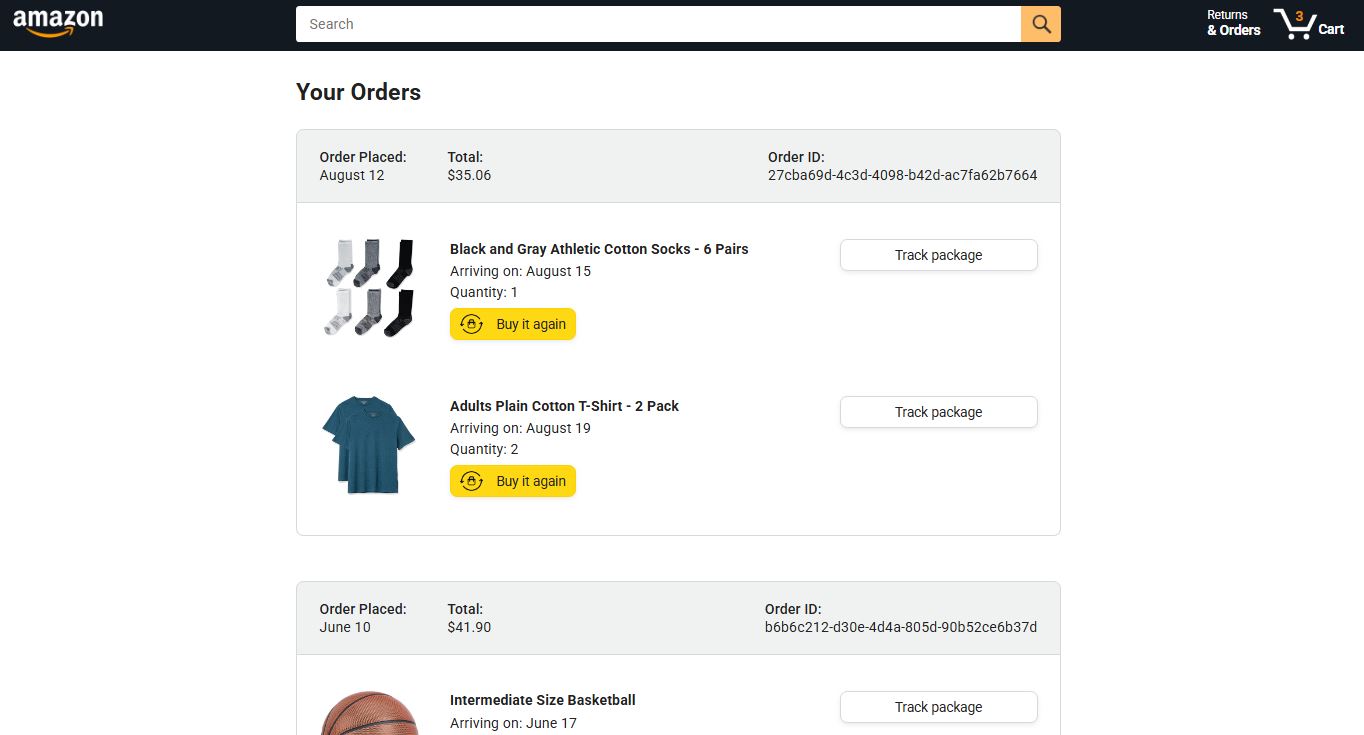 amazon
Search
Returns
& Orders
3
Cart
Your Orders
Order Placed:
August 12
Total:
$35.06
Order ID:
27cba69d-4c3d-4098-b42d-ac7fa62b7664
Black and Gray Athletic Cotton Socks - 6 Pairs
Arriving on: August 15
Quantity: 1
Buy it again
Track package
Adults Plain Cotton T-Shirt - 2 Pack
Arriving on: August 19
Quantity: 2
Buy it again
Track package
Order Placed:
June 10
Total:
$41.90
Order ID:
b6b6c212-d30e-4d4a-805d-90b52ce6b37d
Intermediate Size Basketball
Arriving on: June 17
Track package